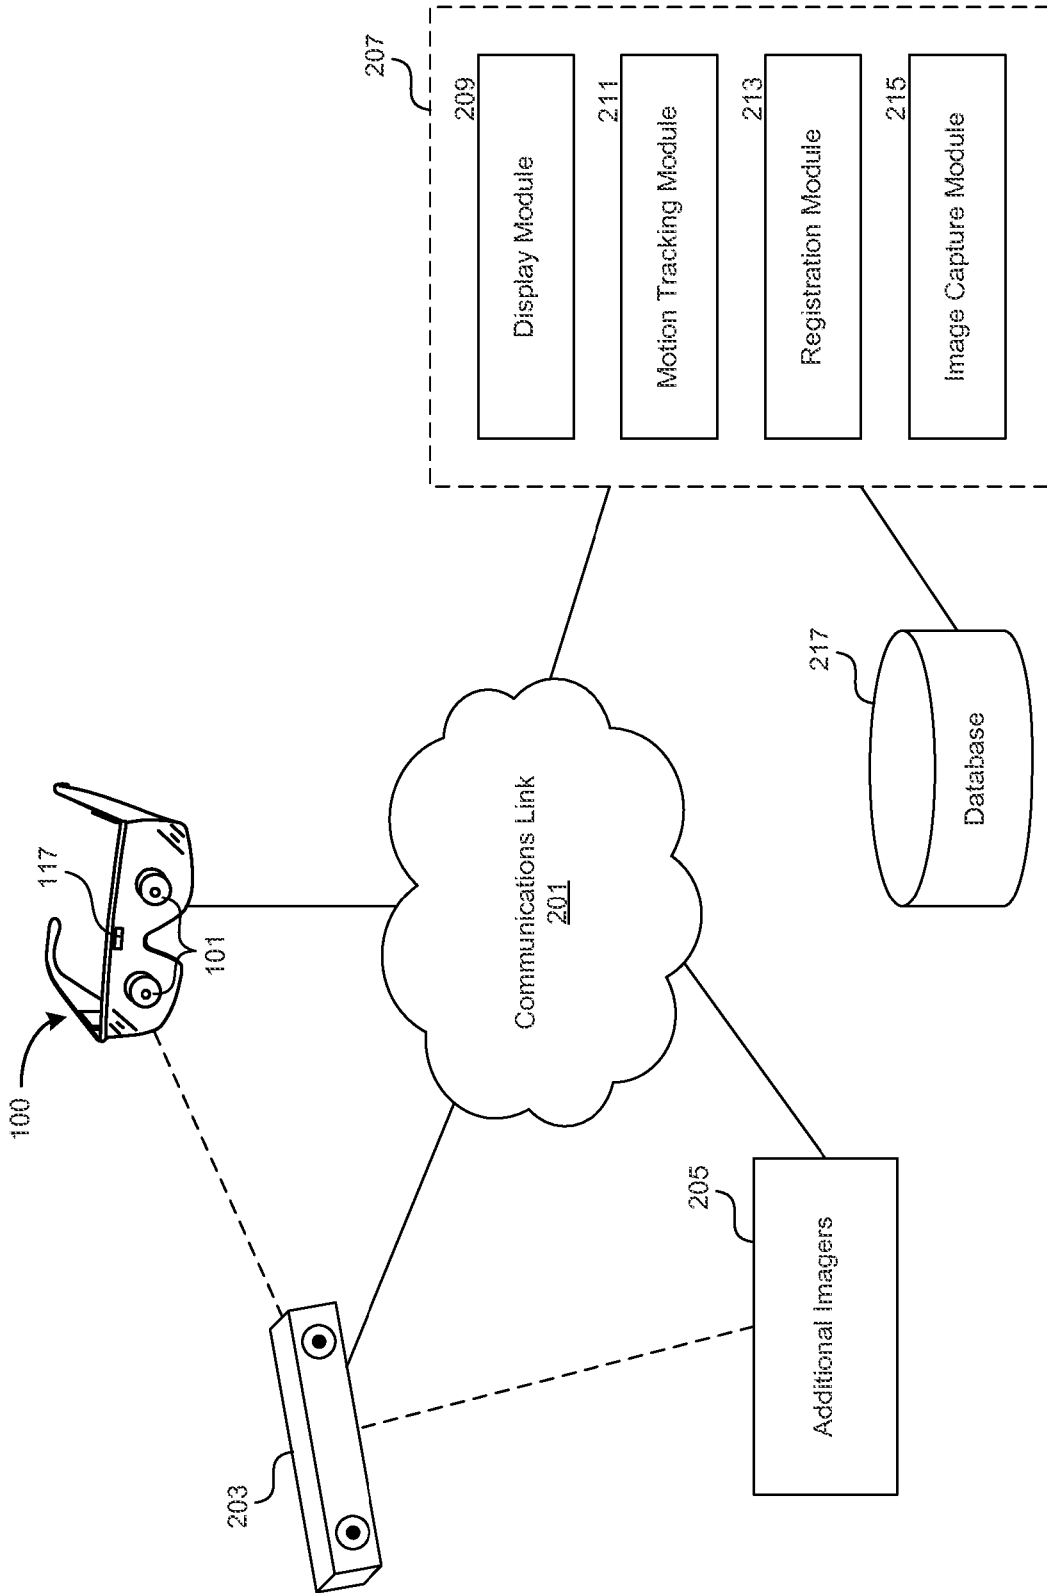 100
117
101
203
Communications Link
201
205
Additional Imagers
207
209
Display Module
211
Motion Tracking Module
213
Registration Module
215
Image Capture Module
217
Database